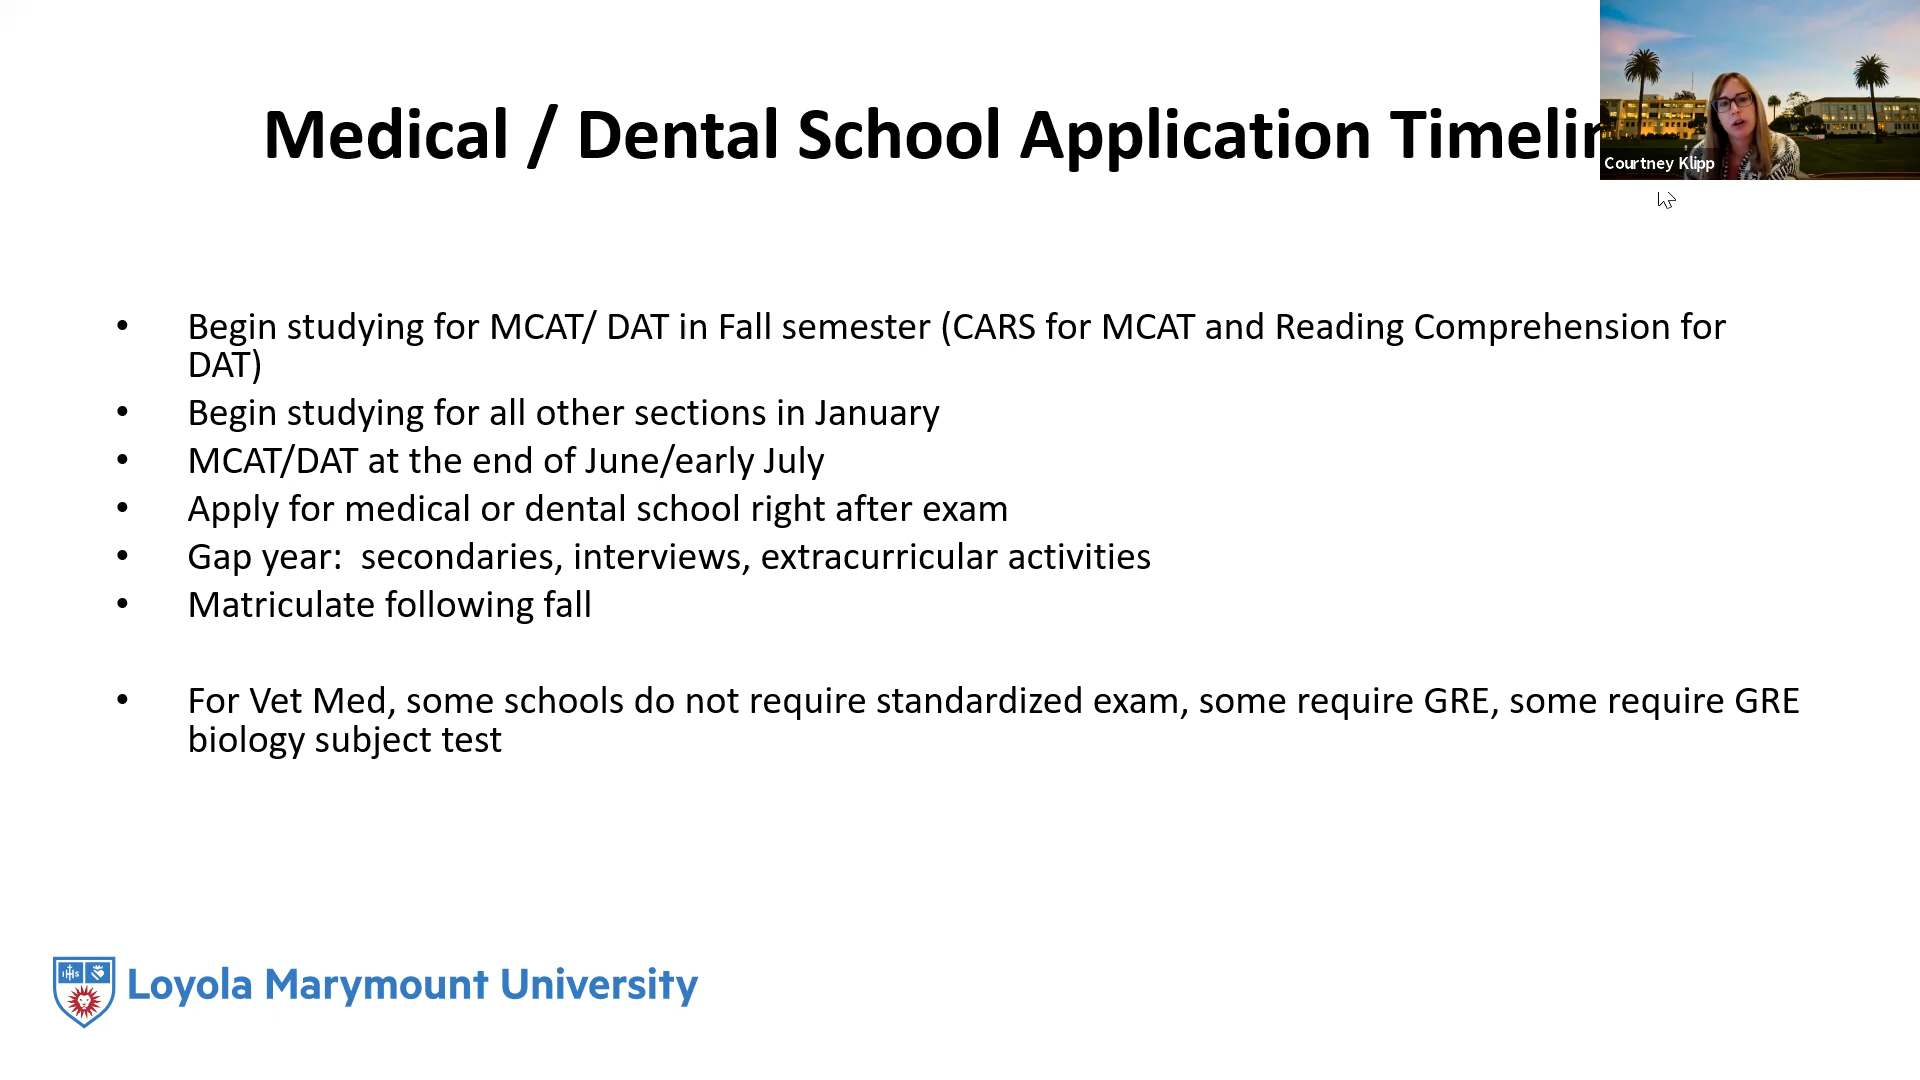 Medical / Dental School Application Timelin
Courtney Klipp
• Begin studying for MCAT/ DAT in Fall semester (CARS for MCAT and Reading Comprehension for
DAT)
• Begin studying for all other sections in January
• MCAT/DAT at the end of June/early July
• Apply for medical or dental school right after exam
• Gap year:  secondaries, interviews, extracurricular activities
• Matriculate following fall
• For Vet Med, some schools do not require standardized exam, some require GRE, some require GRE
biology subject test
IHS
Loyola Marymount University